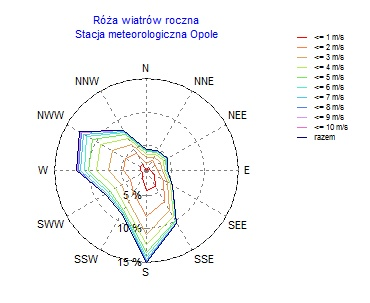 Róża wiatrów roczna
Stacja meteorologiczna Opole
N
NNE
NEE
E
SEE
SSE
S
SSW
SWW
W
NWW
NNW
5 %
10 %
15 %
<= 1 m/s
<= 2 m/s
<= 3 m/s
<= 4 m/s
<= 5 m/s
<= 6 m/s
<= 7 m/s
<= 8 m/s
<= 9 m/s
<= 10 m/s
razem